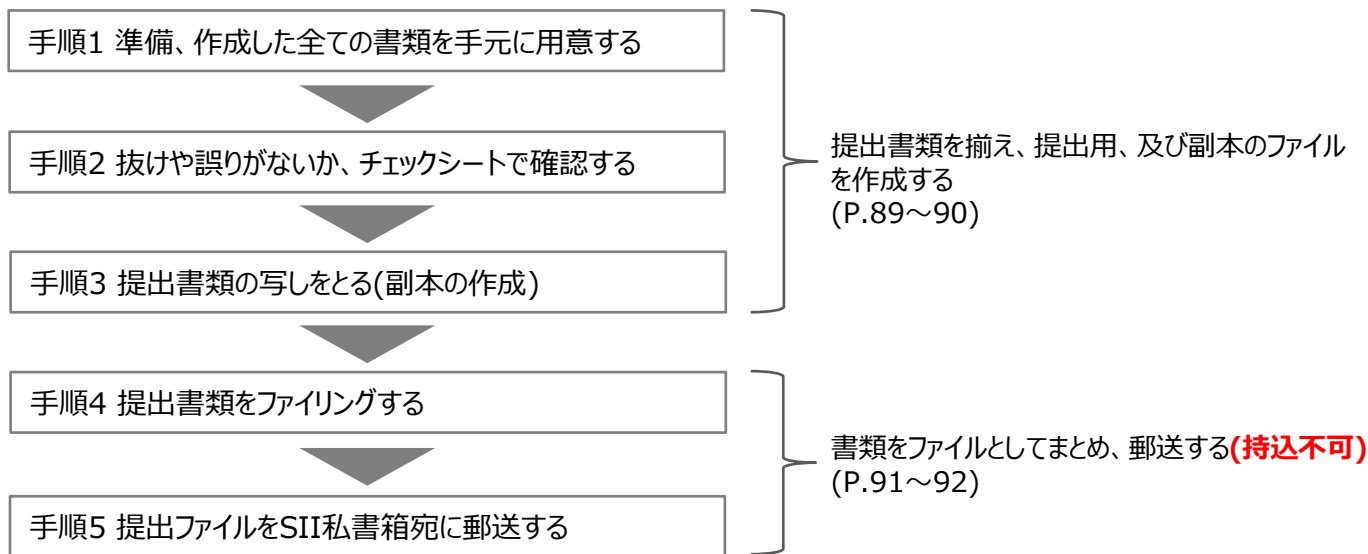 手順1 準備、作成した全ての書類を手元に用意する
手順2 抜けや誤りがないか、チェックシートで確認する
手順3 提出書類の写しをとる(副本の作成)
提出書類を揃え、提出用、及び副本のファイル
を作成する
(P.89～90)
手順4 提出書類をファイリングする
手順5 提出ファイルをSII私書箱宛に郵送する
書類をファイルとしてまとめ、郵送する(持込不可)
(P.91～92)